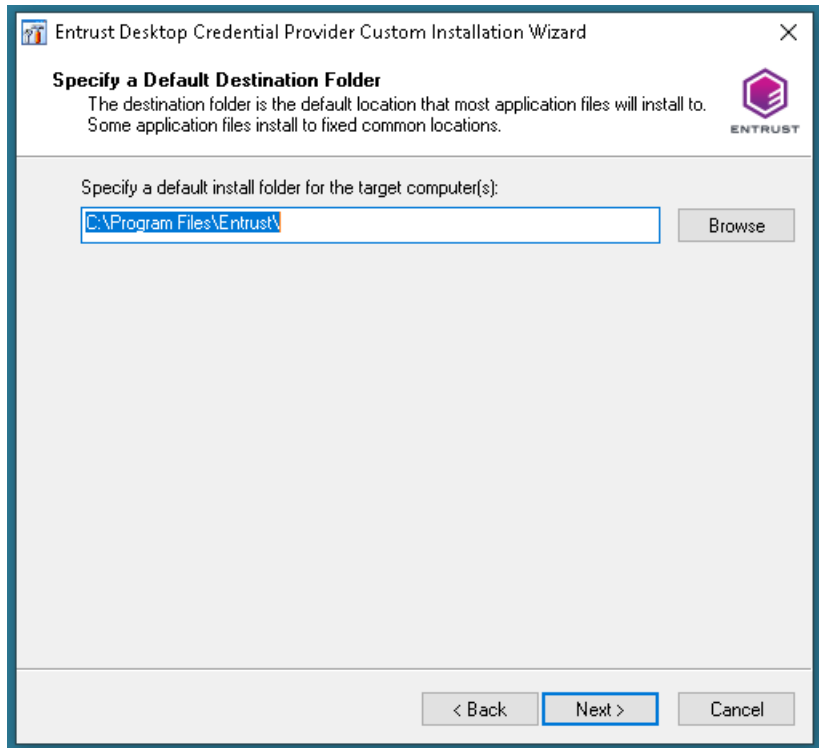 Entrust Desktop Credential Provider Custom Installation Wizard
Specify a Default Destination Folder
The destination folder is the default location that most application files will install to.
Some application files install to fixed common locations.
ENTRUST
Specify a default install folder for the target computer(s):
C:\Program Files\Entrust\
Browse
< Back
Next >
Cancel